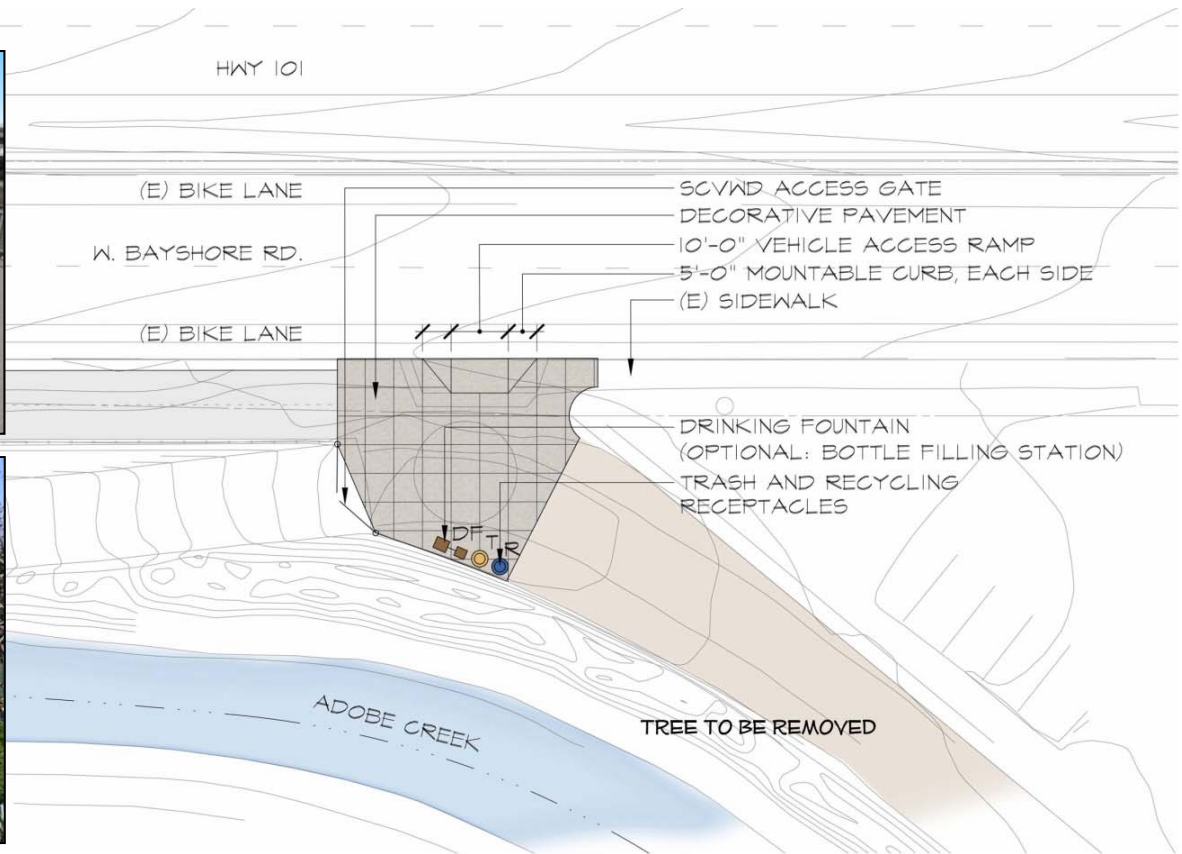 HWY 101
(E) BIKE LANE
W. BAYSHORE RD.
(E) BIKE LANE
SCVWD ACCESS GATE
DECORATIVE PAVEMENT
10'-0" VEHICLE ACCESS RAMP
5'-0" MOUNTABLE CURB, EACH SIDE
(E) SIDEWALK
DRINKING FOUNTAIN
(OPTIONAL: BOTTLE FILLING STATION)
TRASH AND RECYCLING
RECEPTACLES
DF
T
R
ADOBE CREEK
TREE TO BE REMOVED